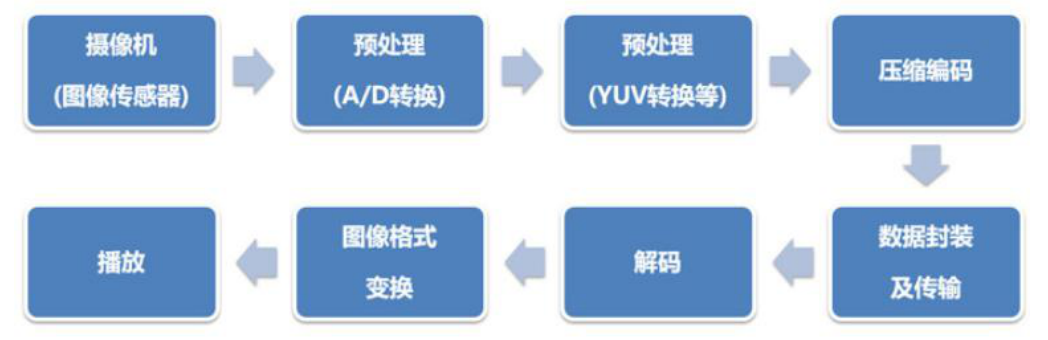 摄像机
(图像传感器)
预处理
(A/D转换)
预处理
(YUV转换等)
压缩编码
数据封装
及传输
解码
图像格式
变换
播放